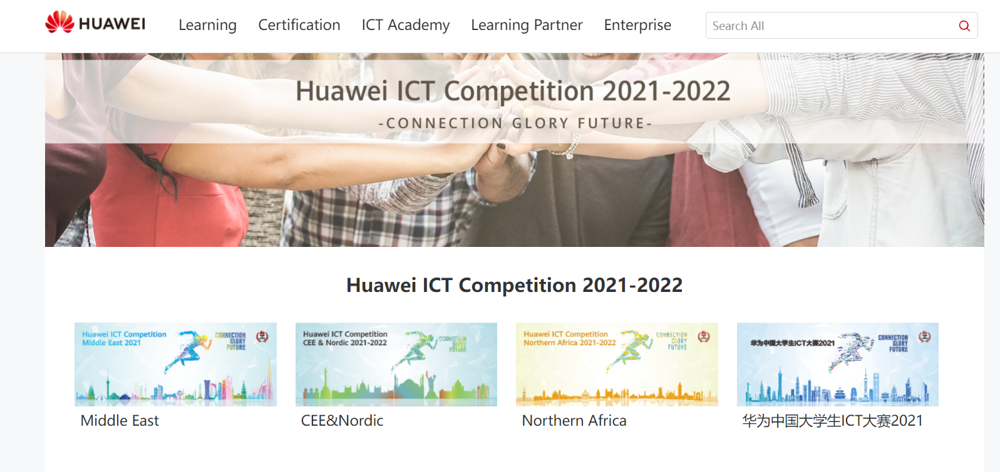 HUAWEI
Learning
Certification
ICT Academy
Learning Partner
Enterprise
Search All
Huawei ICT Competition 2021-2022
-CONNECTION GLORY FUTURE-
Huawei ICT Competition 2021-2022
Huawei ICT Competition
Middle East 2021
CONNECTION
GLORY
FUTURE
Huawei ICT Competition
CEE & Nordic 2021-2022
CONNECTION
GLORY
FUTURE
Huawei ICT Competition
Northern Africa 2021-2022
CONNECTION
GLORY
FUTURE
华为中国大学生ICT大赛2021
CONNECTION
GLORY
FUTURE
Middle East
CEE&Nordic
Northern Africa
华为中国大学生ICT大赛2021